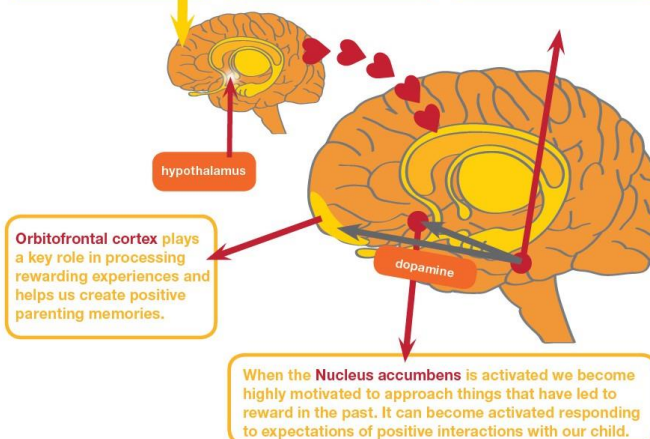 hypothalamus
Orbitofrontal cortex plays
a key role in processing
rewarding experiences and
helps us create positive
parenting memories.
dopamine
When the Nucleus accumbens is activated we become
highly motivated to approach things that have led to
reward in the past. It can become activated responding
to expectations of positive interactions with our child.